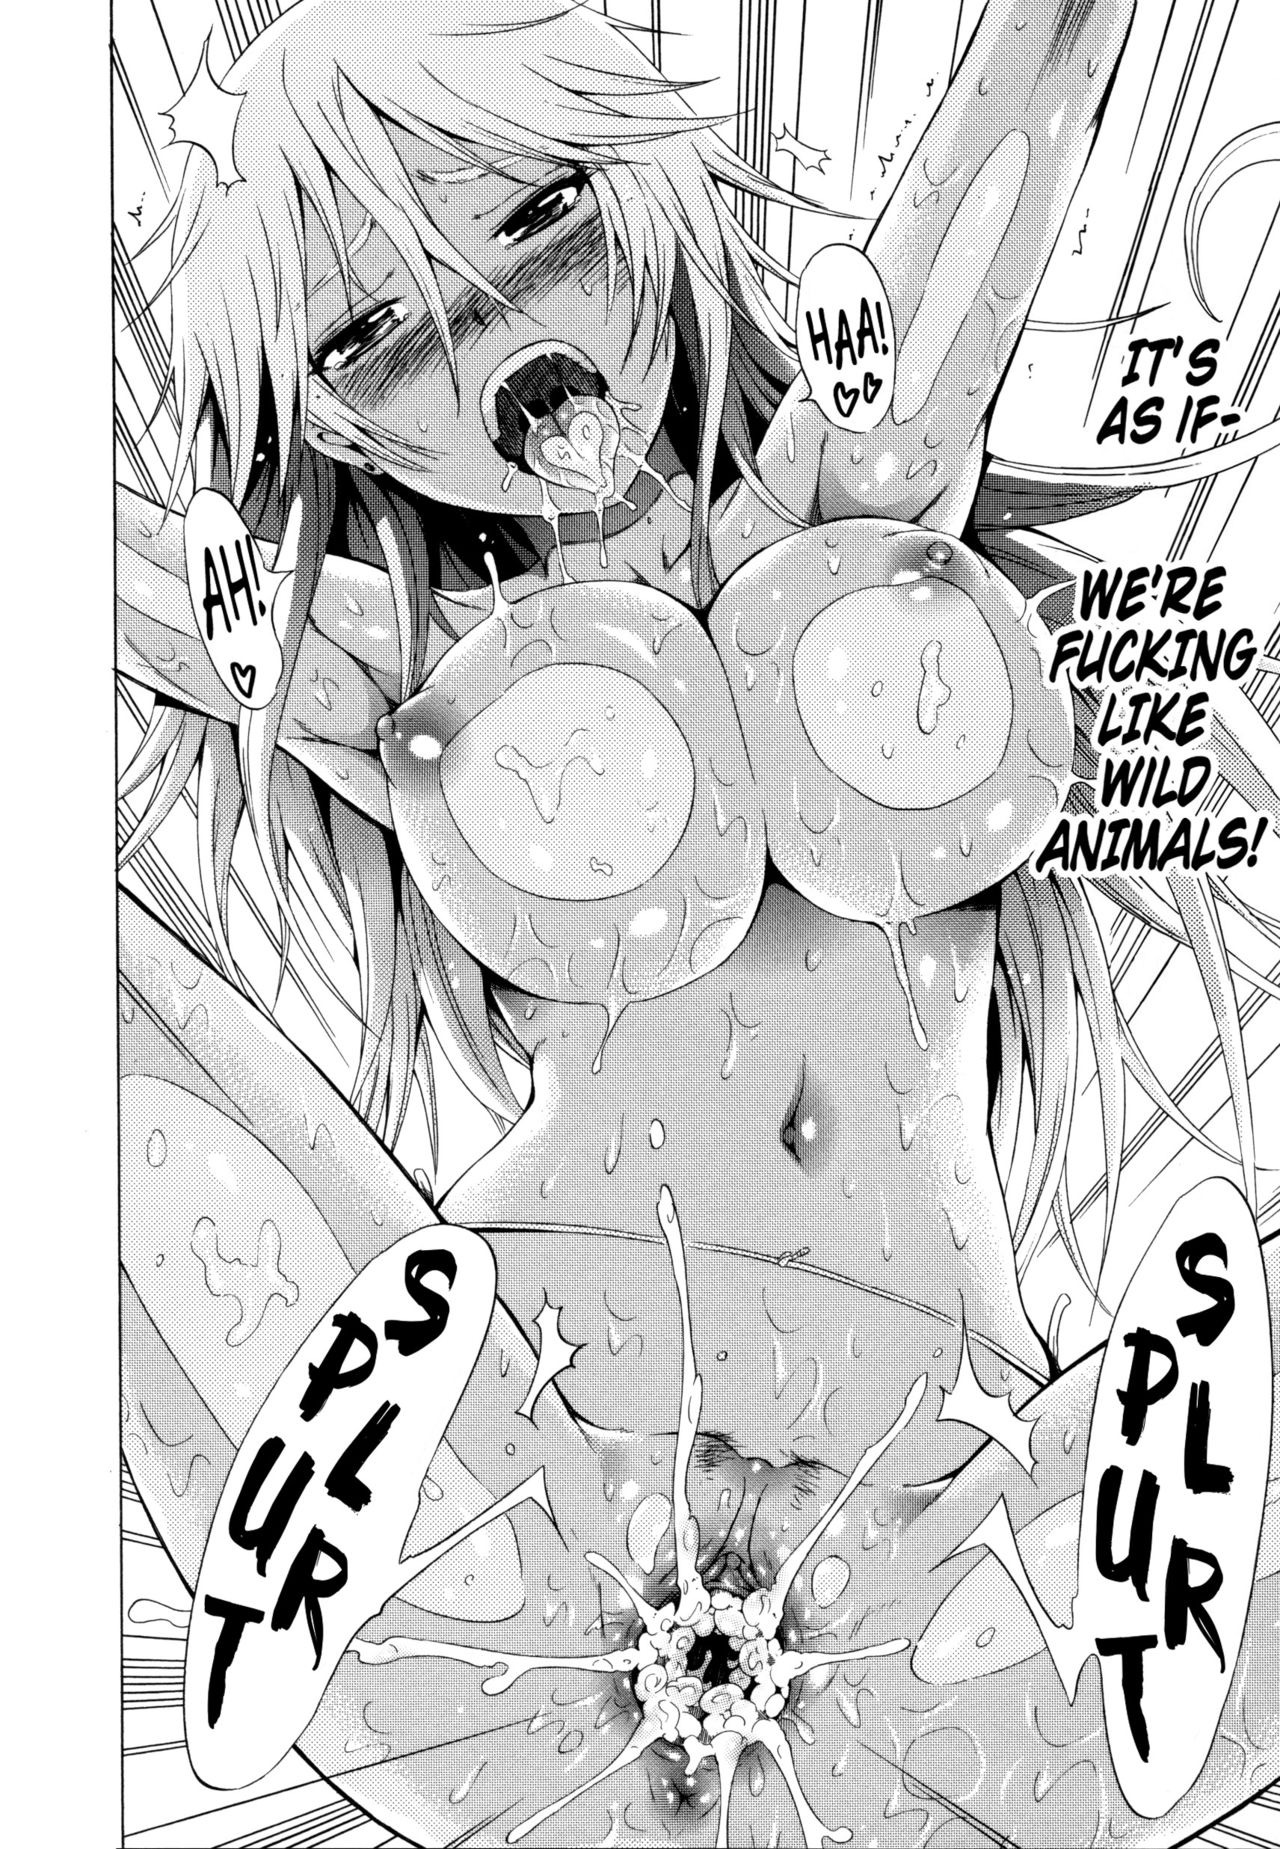 IT'S
AS IF-
WE'RE
FUCKING
LIKE
WILD
ANIMALS!
HAA!
AH!
SPLURT
SPLURT